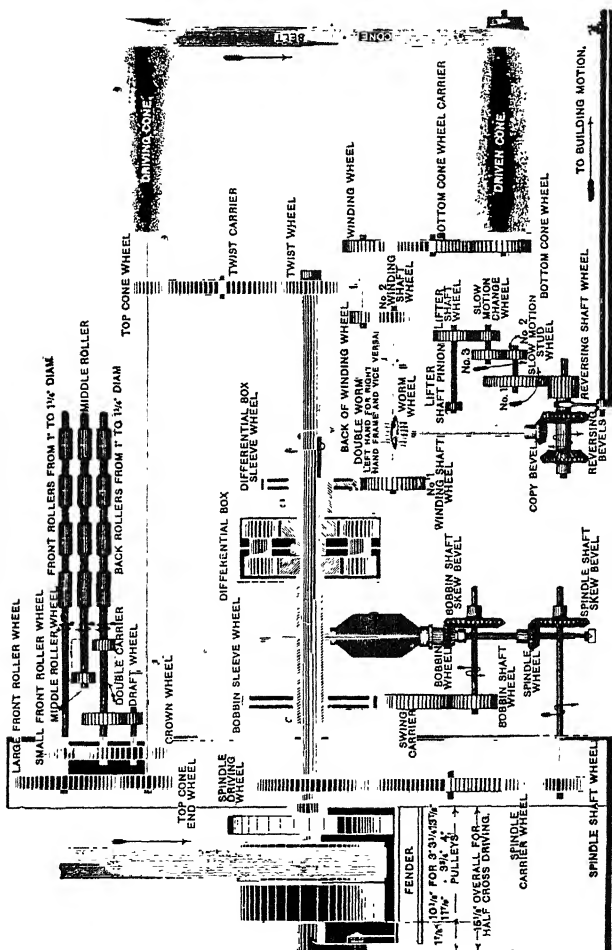 LARGE FRONT ROLLER WHEEL
SMALL FRONT ROLLER WHEEL
MIDDLE ROLLER WHEEL
FRONT ROLLERS FROM 1" TO 1¼" DIAM.
MIDDLE ROLLER
BACK ROLLERS FROM 1" TO 1¼" DIAM
DOUBLE CARRIER
DRAFT WHEEL
CROWN WHEEL
TOP CONE WHEEL
DRIVING CONE.
CONE
BELT
TOP CONE
END WHEEL
SPINDLE
DRIVING
WHEEL
BOBBIN SLEEVE WHEEL
DIFFERENTIAL BOX
DIFFERENTIAL BOX
SLEEVE WHEEL
TWIST CARRIER
TWIST WHEEL
WINDING WHEEL
BOTTOM CONE WHEEL CARRIER
DRIVEN CONE.
BOTTOM CONE WHEEL
No. 2
WINDING
SHAFT
WHEEL
BACK OF WINDING WHEEL
DOUBLE WORM
LEFT HAND FOR RIGHT
HAND FRAME AND VICE VERSA
WORM
WHEEL
No 1
WINDING SHAFT
WHEEL
LIFTER
SHAFT PINION
LIFTER
SHAFT
WHEEL
SLOW
MOTION
CHANGE
WHEEL
No. 3
No 2
SLOW MOTION
STUD
WHEEL
No. 1
REVERSING SHAFT WHEEL
COPY BEVEL
REVERSING
BEVELS
TO BUILDING MOTION.
SWING
CARRIER
BOBBIN
WHEEL
BOBBIN SHAFT
SKEW BEVEL
BOBBIN SHAFT
WHEEL
SPINDLE
WHEEL
SPINDLE SHAFT
SKEW BEVEL
FENDER.
PULLEYS
OVERALL FOR
HALF CROSS DRIVING.
SPINDLE
CARRIER WHEEL
SPINDLE SHAFT WHEEL